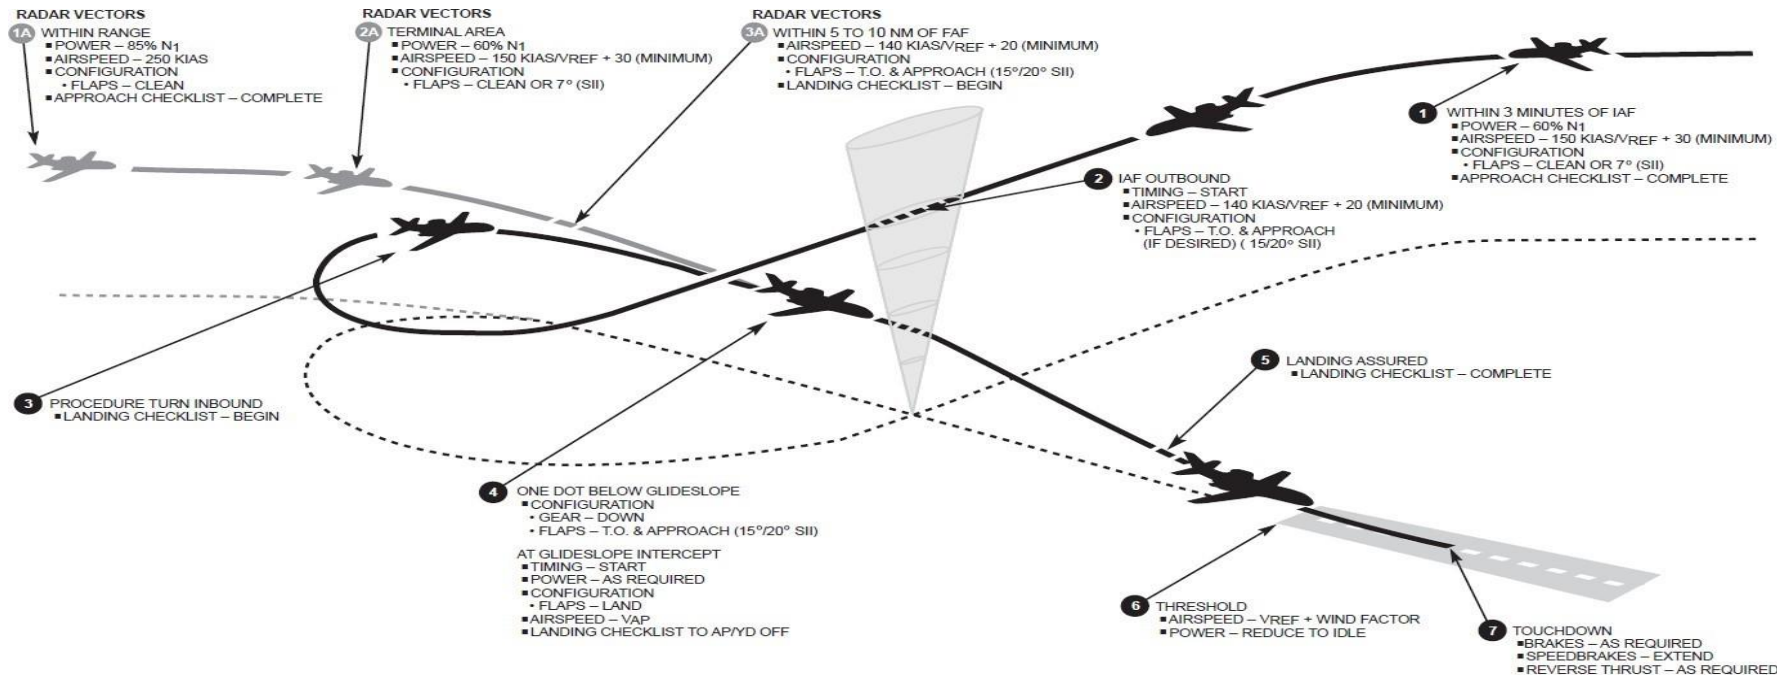 RADAR VECTORS
1A WITHIN RANGE
■ POWER – 85% N1
■ AIRSPEED – 250 KIAS
■ CONFIGURATION
• FLAPS – CLEAN
■ APPROACH CHECKLIST – COMPLETE
RADAR VECTORS
2A TERMINAL AREA
■ POWER – 60% N1
■ AIRSPEED – 150 KIAS/VREF + 30 (MINIMUM)
■ CONFIGURATION
• FLAPS – CLEAN OR 7° (SII)
RADAR VECTORS
3A WITHIN 5 TO 10 NM OF FAF
■ AIRSPEED – 140 KIAS/VREF + 20 (MINIMUM)
■ CONFIGURATION
• FLAPS – T.O. & APPROACH (15°/20° SII)
■ LANDING CHECKLIST – BEGIN
1 WITHIN 3 MINUTES OF IAF
■ POWER – 60% N1
■ AIRSPEED – 150 KIAS/VREF + 30 (MINIMUM)
■ CONFIGURATION
• FLAPS – CLEAN OR 7° (SII)
■ APPROACH CHECKLIST – COMPLETE
2 IAF OUTBOUND
■ TIMING – START
■ AIRSPEED – 140 KIAS/VREF + 20 (MINIMUM)
■ CONFIGURATION
• FLAPS – T.O. & APPROACH
(IF DESIRED) ( 15/20° SII)
3 PROCEDURE TURN INBOUND
■ LANDING CHECKLIST – BEGIN
4 ONE DOT BELOW GLIDESLOPE
■ CONFIGURATION
• GEAR – DOWN
• FLAPS – T.O. & APPROACH (15°/20° SII)
AT GLIDESLOPE INTERCEPT
■ TIMING – START
■ POWER – AS REQUIRED
■ CONFIGURATION
• FLAPS – LAND
■ AIRSPEED – VAP
■ LANDING CHECKLIST TO AP/YD OFF
5 LANDING ASSURED
■ LANDING CHECKLIST – COMPLETE
6 THRESHOLD
■ AIRSPEED – VREF + WIND FACTOR
■ POWER – REDUCE TO IDLE
7 TOUCHDOWN
■ BRAKES – AS REQUIRED
■ SPEEDBRAKES – EXTEND
■ REVERSE THRUST – AS REQUIRED